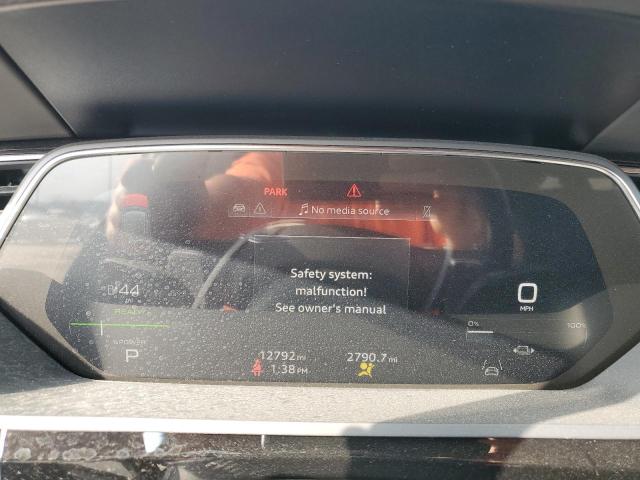 PARK
No media source
Safety system:
malfunction!
See owner's manual
44
READY
0
MPH
0% 100%
%POWER
P
12792 mi 2790.7 mi
1:38 PM